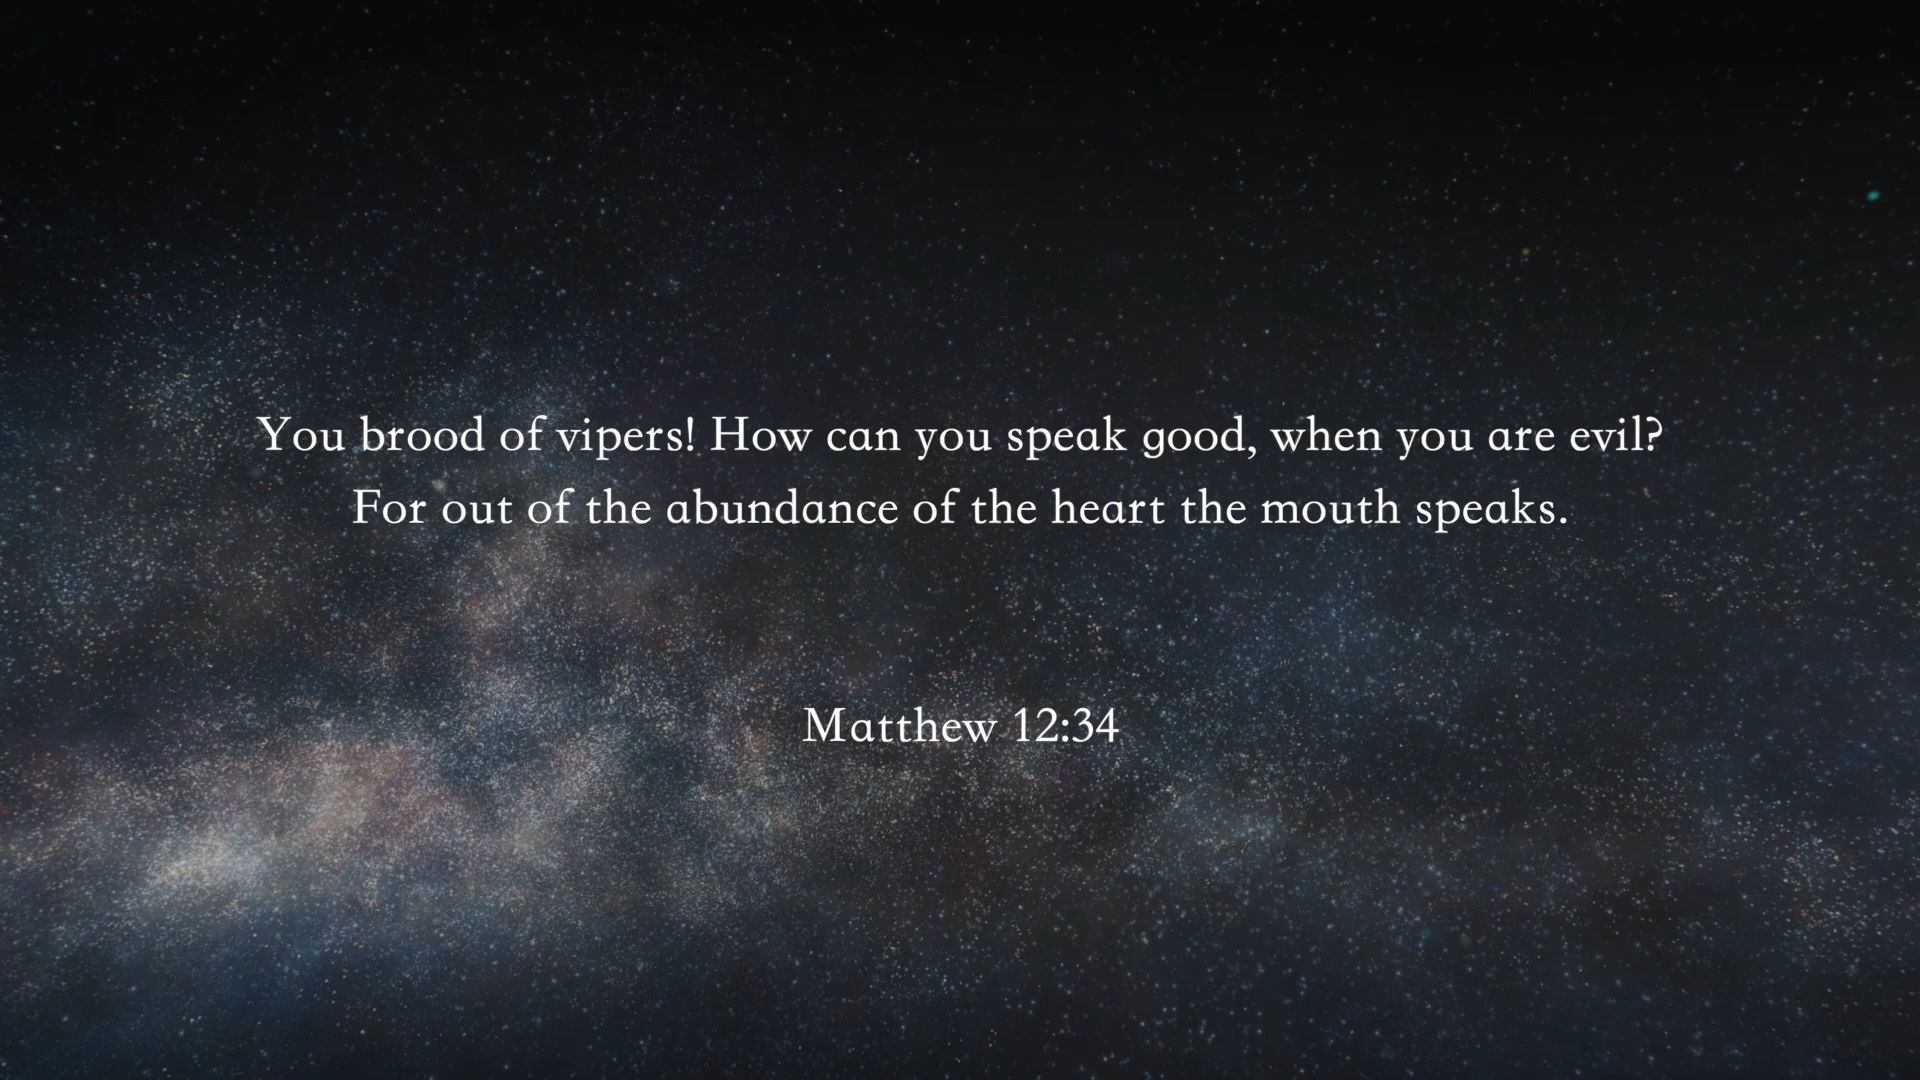 You brood of vipers! How can you speak good, when you are evil?
For out of the abundance of the heart the mouth speaks.
Matthew 12:34